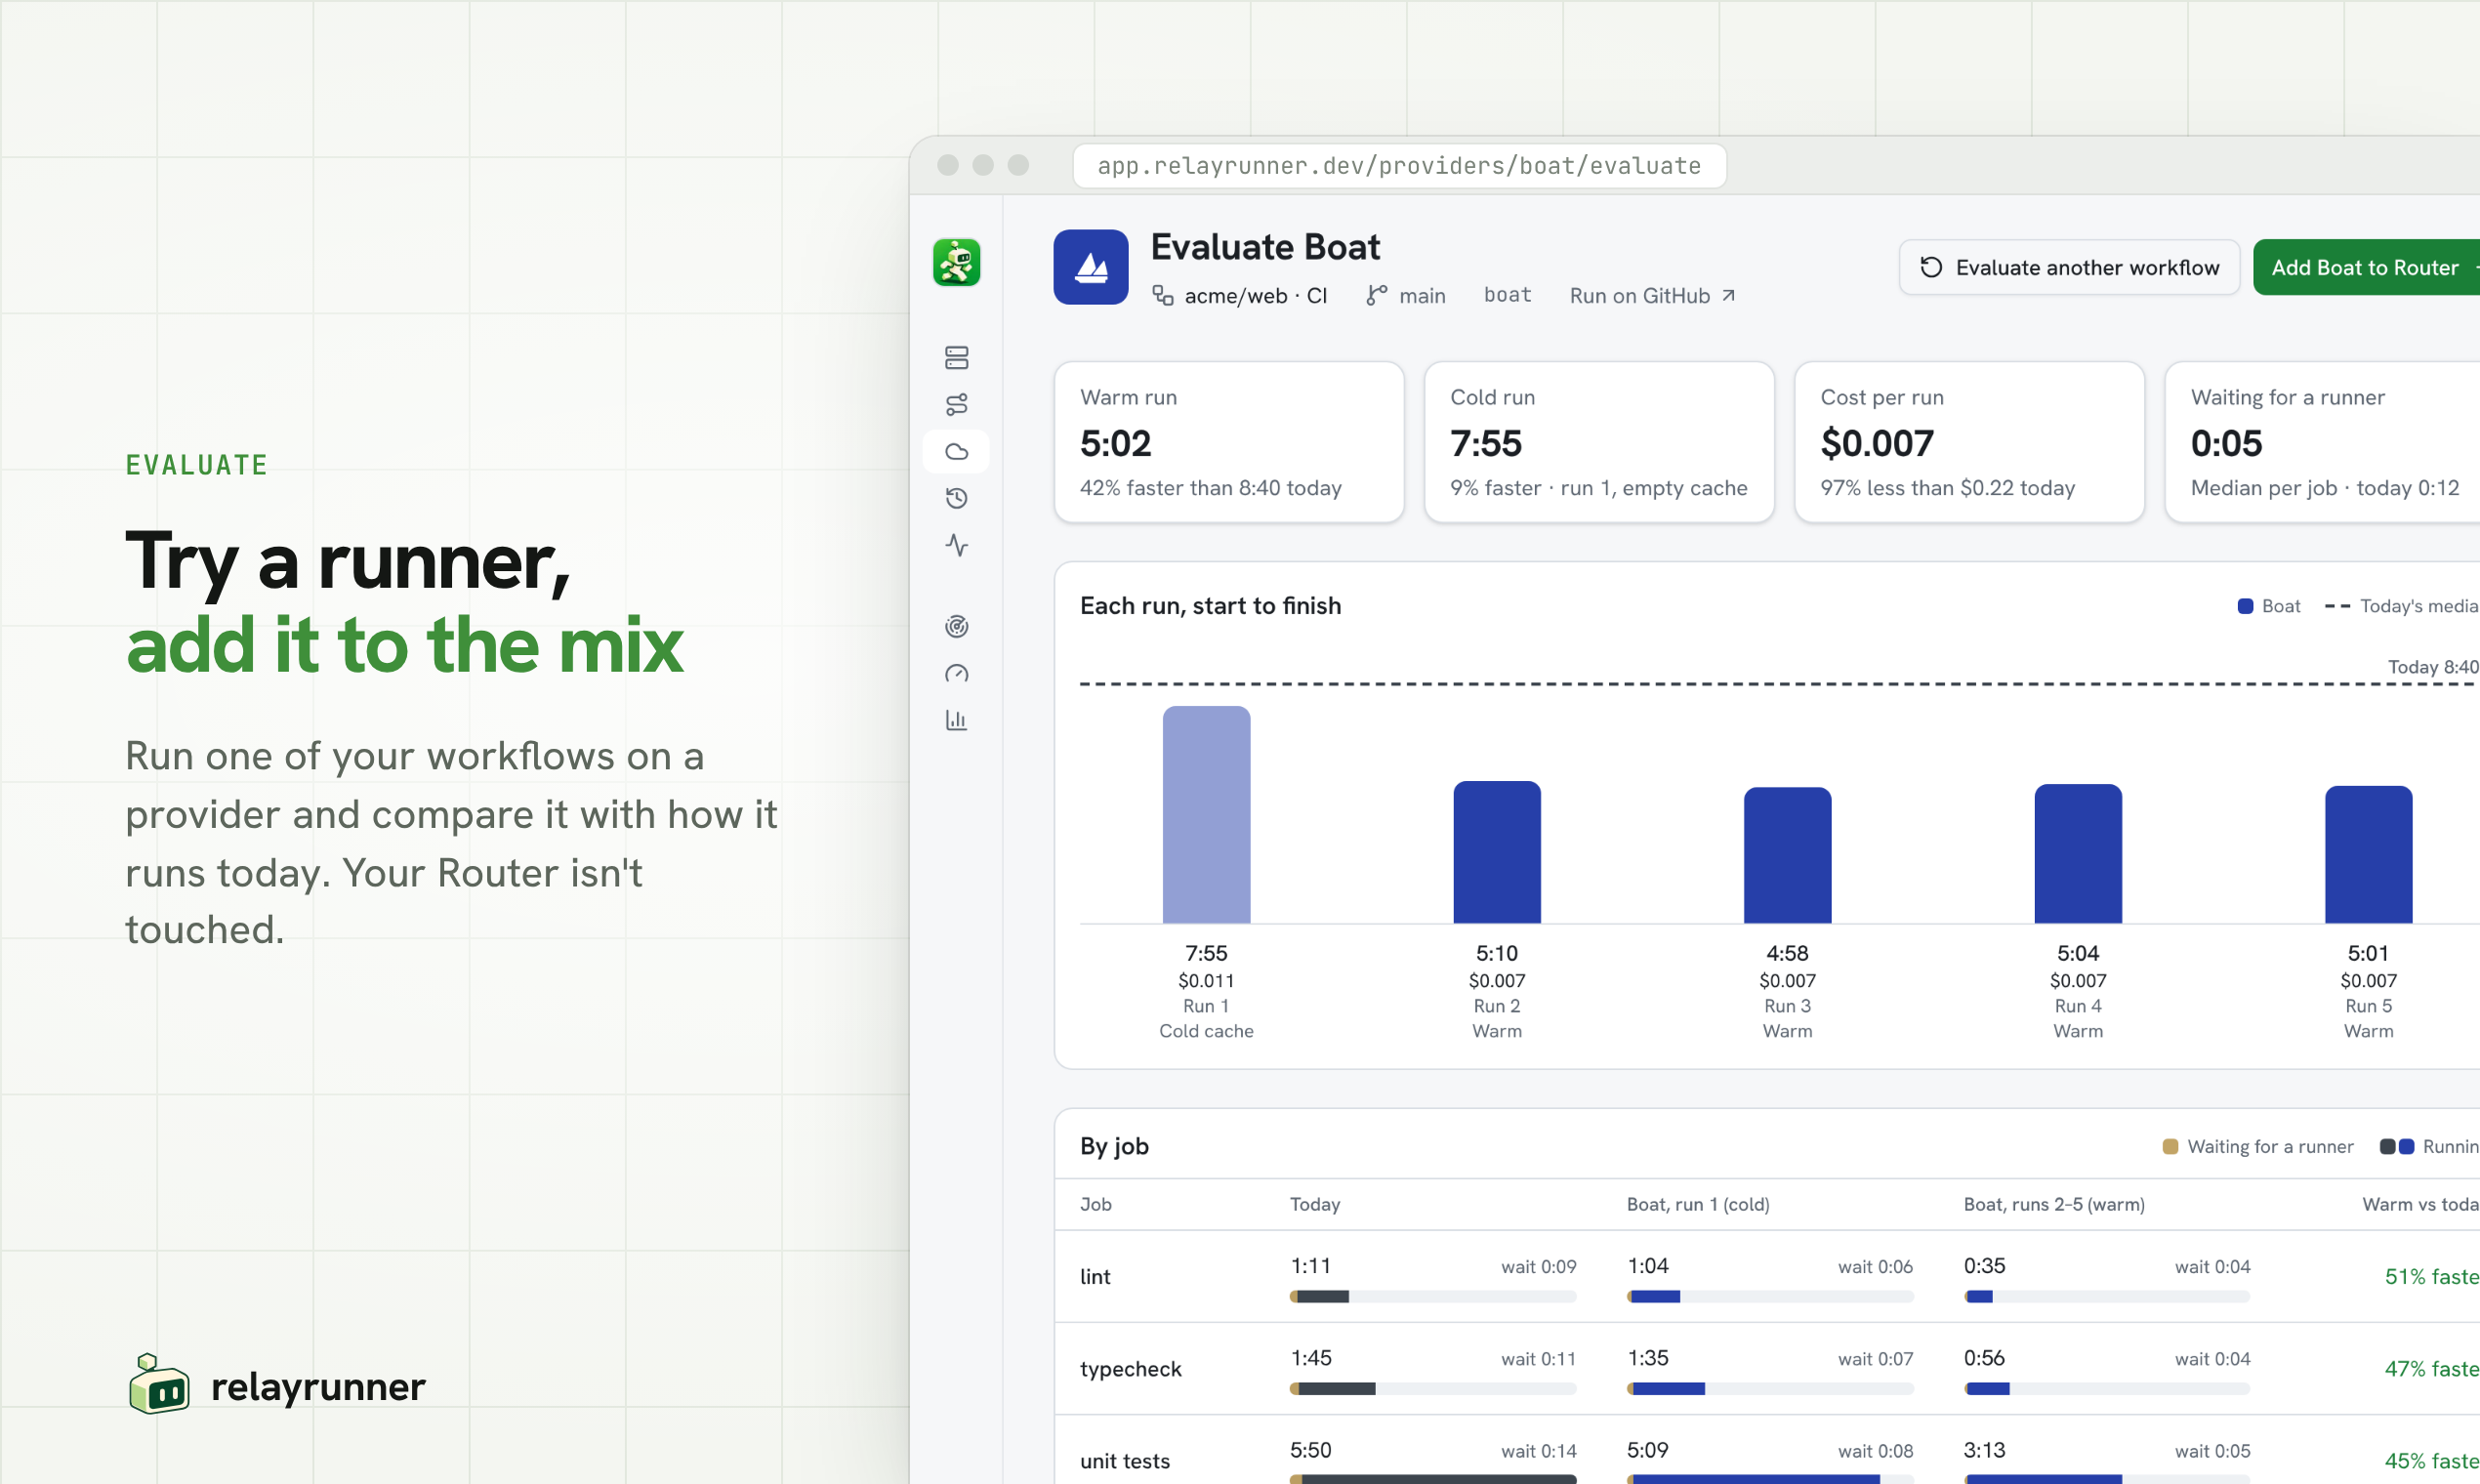 EVALUATE
Try a runner,
add it to the mix
Run one of your workflows on a
provider and compare it with how it
runs today. Your Router isn't
touched.
relayrunner
app.relayrunner.dev/providers/boat/evaluate
Evaluate Boat
acme/web · CI main boat Run on GitHub ↗
Evaluate another workflow
Add Boat to Router
Warm run
5:02
42% faster than 8:40 today
Cold run
7:55
9% faster · run 1, empty cache
Cost per run
$0.007
97% less than $0.22 today
Waiting for a runner
0:05
Median per job · today 0:12
Each run, start to finish
Boat Today's media
Today 8:40
7:55 5:10 4:58 5:04 5:01
$0.011 $0.007 $0.007 $0.007 $0.007
Run 1 Run 2 Run 3 Run 4 Run 5
Cold cache Warm Warm Warm Warm
By job
Waiting for a runner Runnin
Job Today Boat, run 1 (cold) Boat, runs 2–5 (warm) Warm vs toda
lint 1:11 wait 0:09 1:04 wait 0:06 0:35 wait 0:04 51% faste
typecheck 1:45 wait 0:11 1:35 wait 0:07 0:56 wait 0:04 47% faste
unit tests 5:50 wait 0:14 5:09 wait 0:08 3:13 wait 0:05 45% faste